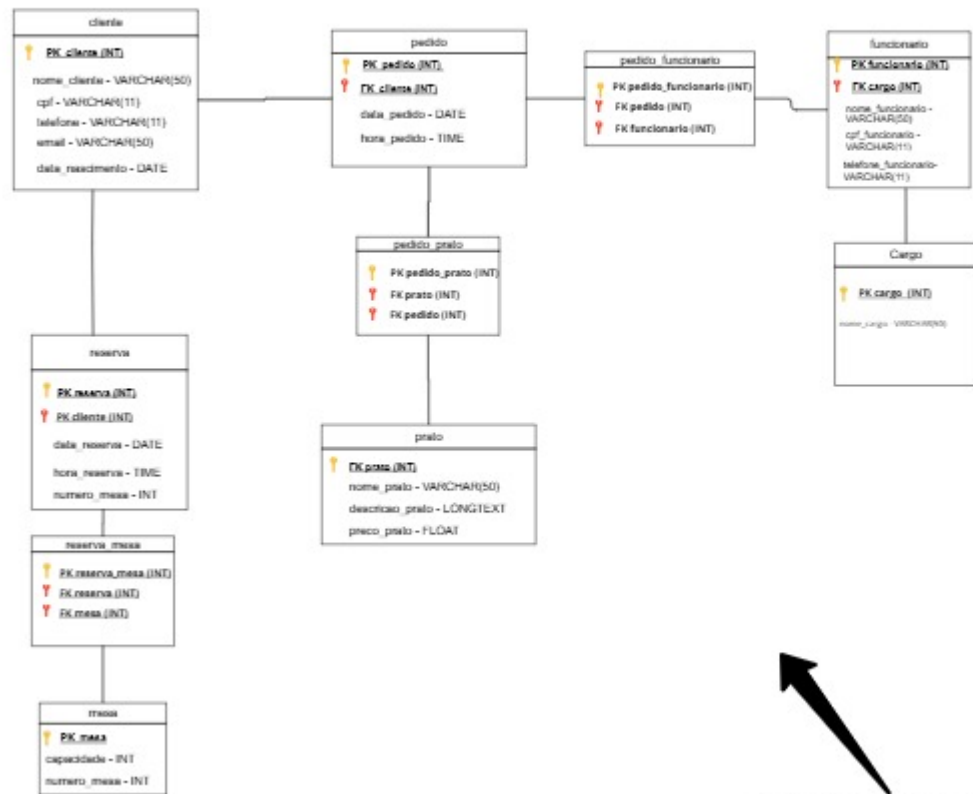 cliente
PK_cliente (INT)
nome_cliente - VARCHAR(50)
cpf - VARCHAR(11)
telefone - VARCHAR(11)
email - VARCHAR(50)
data_nascimento - DATE
pedido
PK_pedido (INT)
FK_cliente (INT)
data_pedido - DATE
hora_pedido - TIME
pedido_funcionario
PK pedido_funcionario (INT)
FK pedido (INT)
FK funcionario (INT)
funcionario
PK funcionario (INT)
FK cargo (INT)
nome_funcionario -
VARCHAR(50)
cpf_funcionario -
VARCHAR(11)
telefone_funcionario-
VARCHAR(11)
Cargo
PK cargo_(INT)
nome_cargo - VARCHAR(50)
pedido_prato
PK pedido_prato (INT)
FK prato (INT)
FK pedido (INT)
prato
FK prato (INT)
nome_prato - VARCHAR(50)
descricao_prato - LONGTEXT
preco_prato - FLOAT
reserva
PK reserva (INT)
PK cliente (INT)
data_reserva - DATE
hora_reserva - TIME
numero_mesa - INT
reserva_mesa
PK reserva_mesa (INT)
FK reserva (INT)
FK mesa (INT)
mesa
PK_mesa
capacidade - INT
numero_mesa - INT